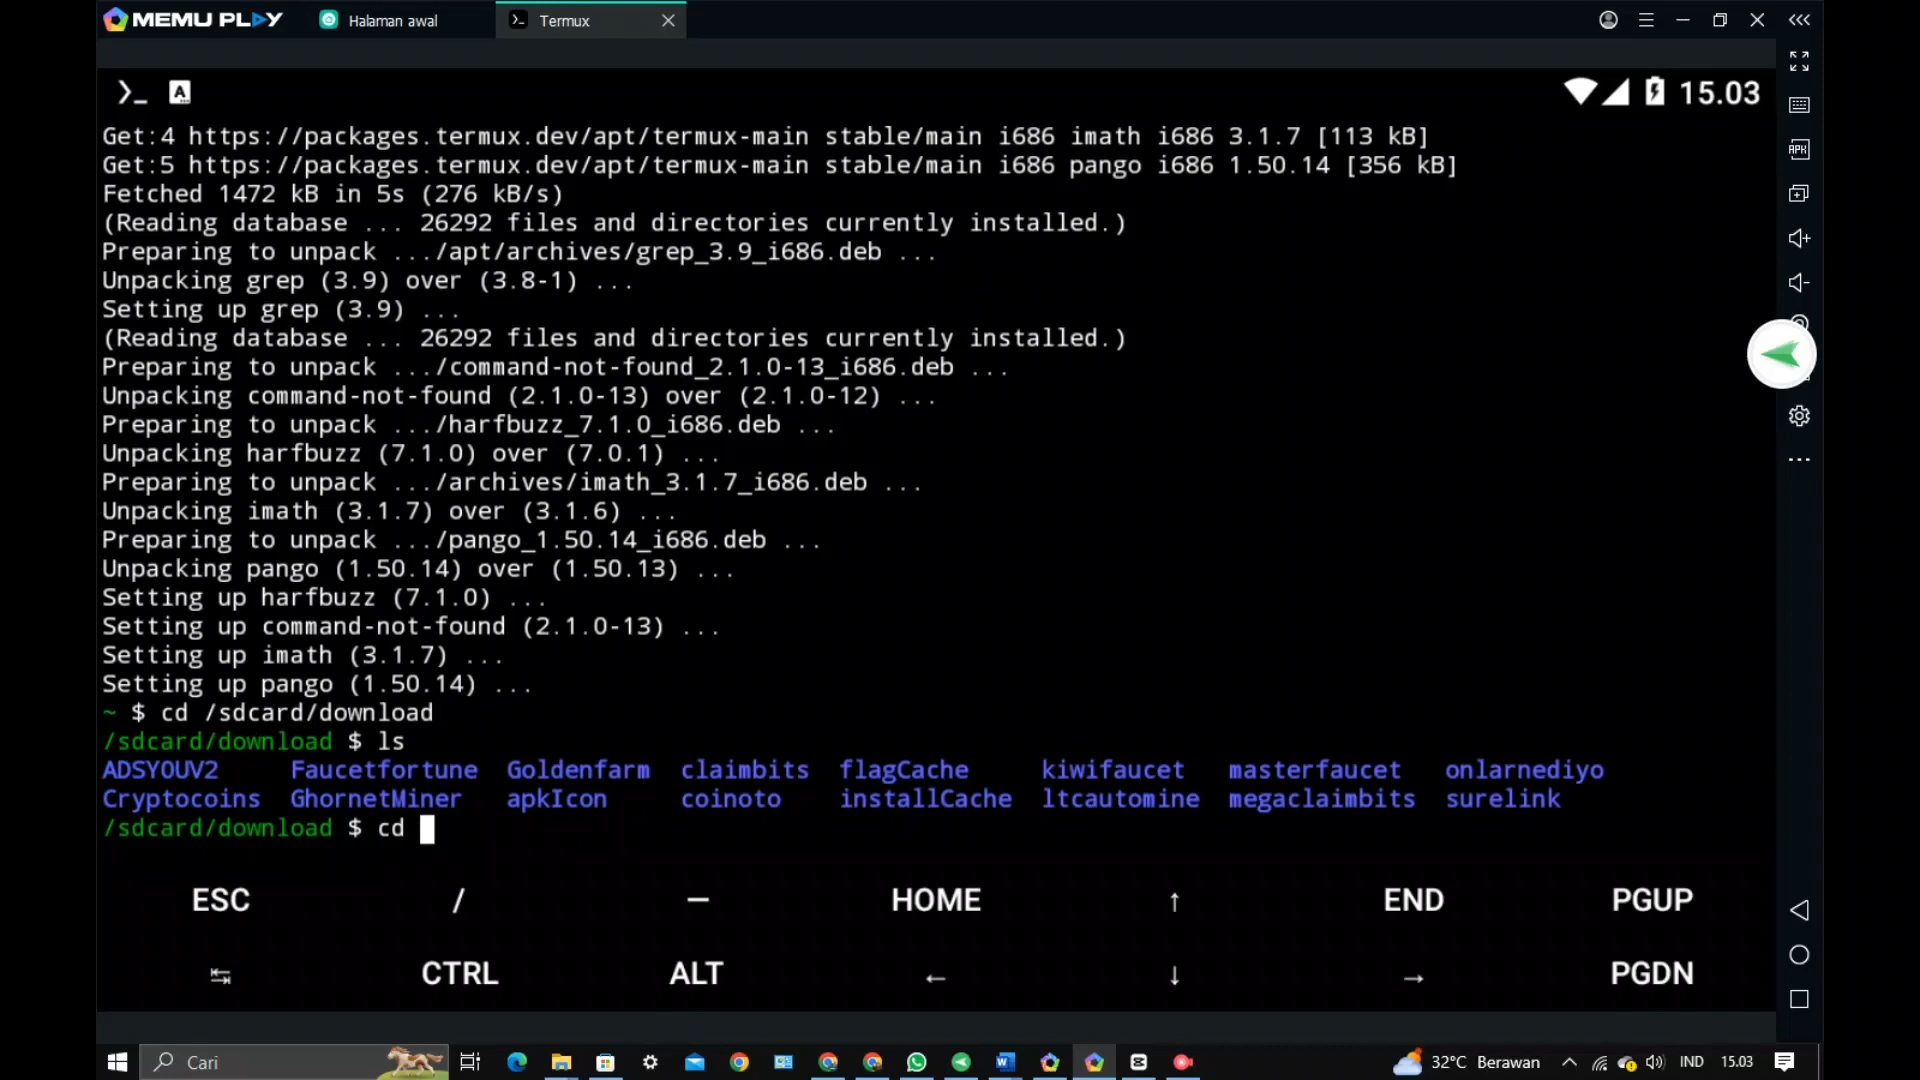 MEMU PLAY Halaman awal Termux
15.03
Get:4 https://packages.termux.dev/apt/termux-main stable/main i686 imath i686 3.1.7 [113 kB]
Get:5 https://packages.termux.dev/apt/termux-main stable/main i686 pango i686 1.50.14 [356 kB]
Fetched 1472 kB in 5s (276 kB/s)
(Reading database ... 26292 files and directories currently installed.)
Preparing to unpack .../apt/archives/grep_3.9_i686.deb ...
Unpacking grep (3.9) over (3.8-1) ...
Setting up grep (3.9) ...
(Reading database ... 26292 files and directories currently installed.)
Preparing to unpack .../command-not-found_2.1.0-13_i686.deb ...
Unpacking command-not-found (2.1.0-13) over (2.1.0-12) ...
Preparing to unpack .../harfbuzz_7.1.0_i686.deb ...
Unpacking harfbuzz (7.1.0) over (7.0.1) ...
Preparing to unpack .../archives/imath_3.1.7_i686.deb ...
Unpacking imath (3.1.7) over (3.1.6) ...
Preparing to unpack .../pango_1.50.14_i686.deb ...
Unpacking pango (1.50.14) over (1.50.13) ...
Setting up harfbuzz (7.1.0) ...
Setting up command-not-found (2.1.0-13) ...
Setting up imath (3.1.7) ...
Setting up pango (1.50.14) ...
~ $ cd /sdcard/download
/sdcard/download $ ls
ADSYOUV2 Faucetfortune Goldenfarm claimbits flagCache kiwifaucet masterfaucet onlarnediyo
Cryptocoins GhornetMiner apkIcon coinoto installCache ltcautomine megaclaimbits surelink
/sdcard/download $ cd
ESC / — HOME ↑ END PGUP
↹ CTRL ALT ← ↓ → PGDN
Cari 32°C Berawan IND 15.03